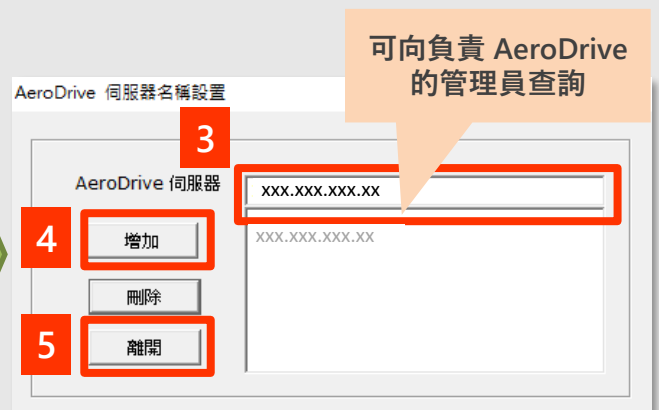 可向負責 AeroDrive
的管理員查詢
AeroDrive 伺服器名稱設置
3
AeroDrive 伺服器
xxx.xxx.xxx.xx
4
增加
xxx.xxx.xxx.xx
刪除
5
離開